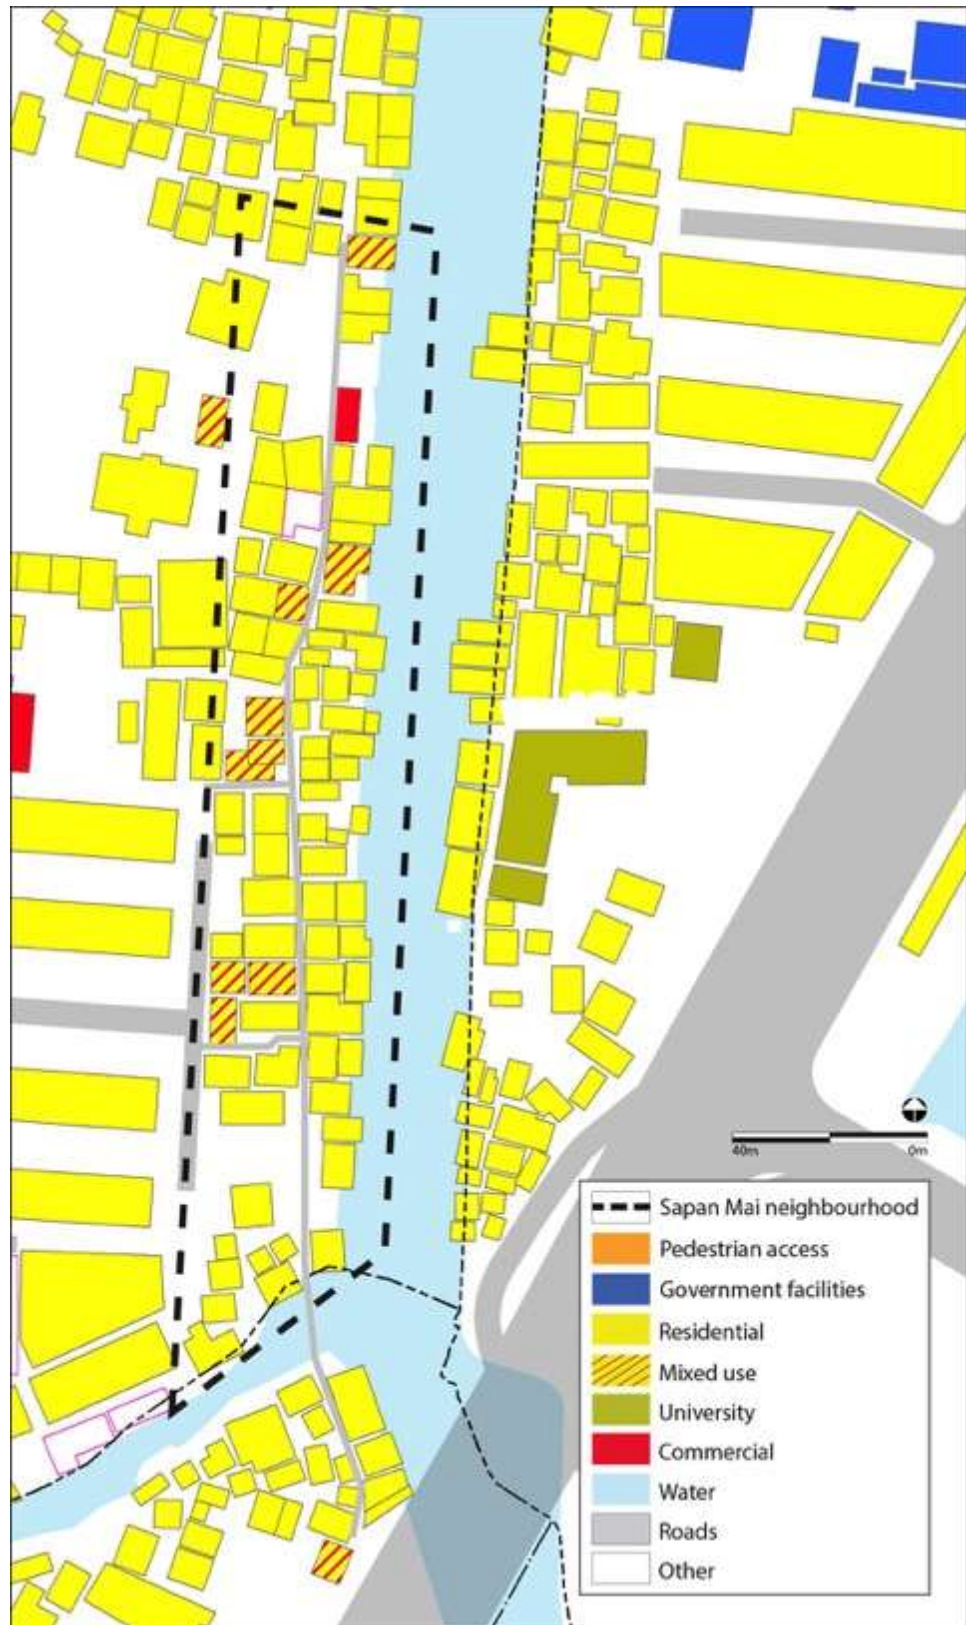 40m 0m
Sapan Mai neighbourhood
Pedestrian access
Government facilities
Residential
Mixed use
University
Commercial
Water
Roads
Other